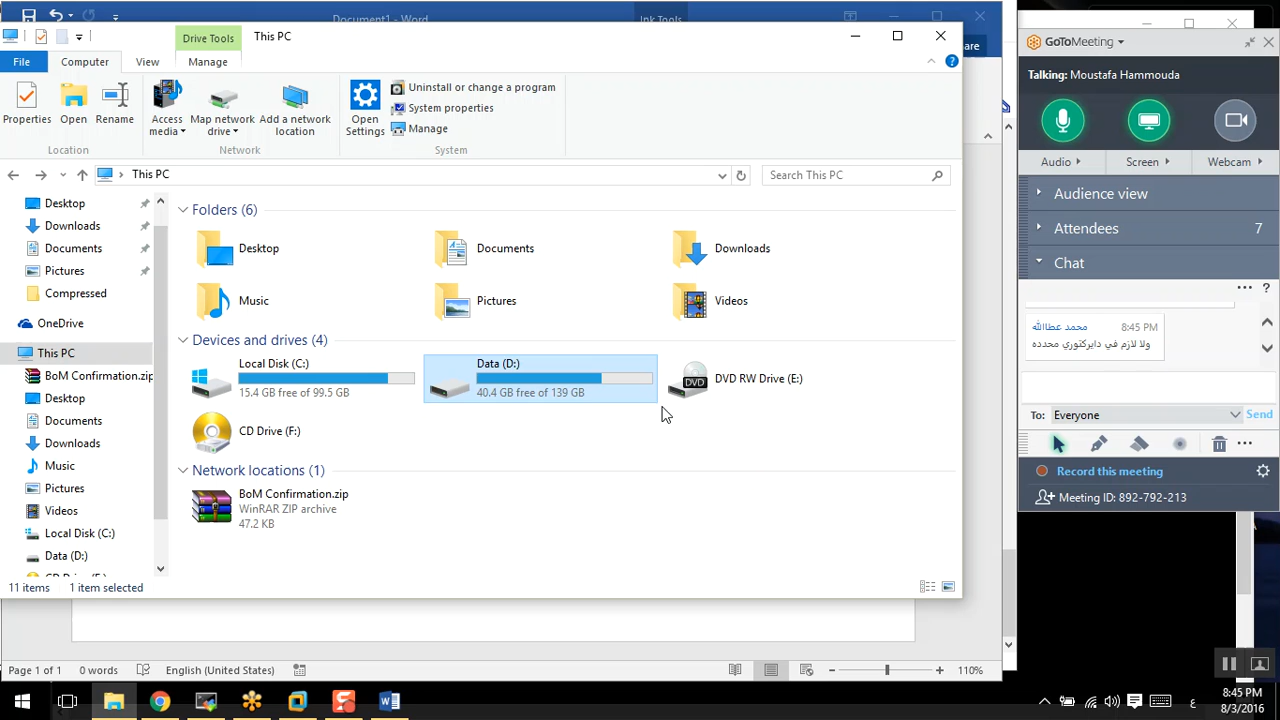 Document1 - Word
Ink Tools
Drive Tools
This PC
File
Computer
View
Manage
Properties
Open
Rename
Access media
Map network drive
Add a network location
Open Settings
Uninstall or change a program
System properties
Manage
Location
Network
System
This PC
Search This PC
Desktop
Downloads
Documents
Pictures
Compressed
OneDrive
This PC
BoM Confirmation.zip
Desktop
Documents
Downloads
Music
Pictures
Videos
Local Disk (C:)
Data (D:)
Folders (6)
Desktop
Documents
Downloads
Music
Pictures
Videos
Devices and drives (4)
Local Disk (C:)
15.4 GB free of 99.5 GB
Data (D:)
40.4 GB free of 139 GB
DVD RW Drive (E:)
CD Drive (F:)
Network locations (1)
BoM Confirmation.zip
WinRAR ZIP archive
47.2 KB
11 items
1 item selected
Page 1 of 1
0 words
English (United States)
110%
GoToMeeting
Talking: Moustafa Hammouda
Audio
Screen
Webcam
Audience view
Attendees
7
Chat
محمد عطاالله
8:45 PM
ولا لازم في دايركتوري محدده
To:
Everyone
Send
Record this meeting
Meeting ID: 892-792-213
ع
8:45 PM
8/3/2016